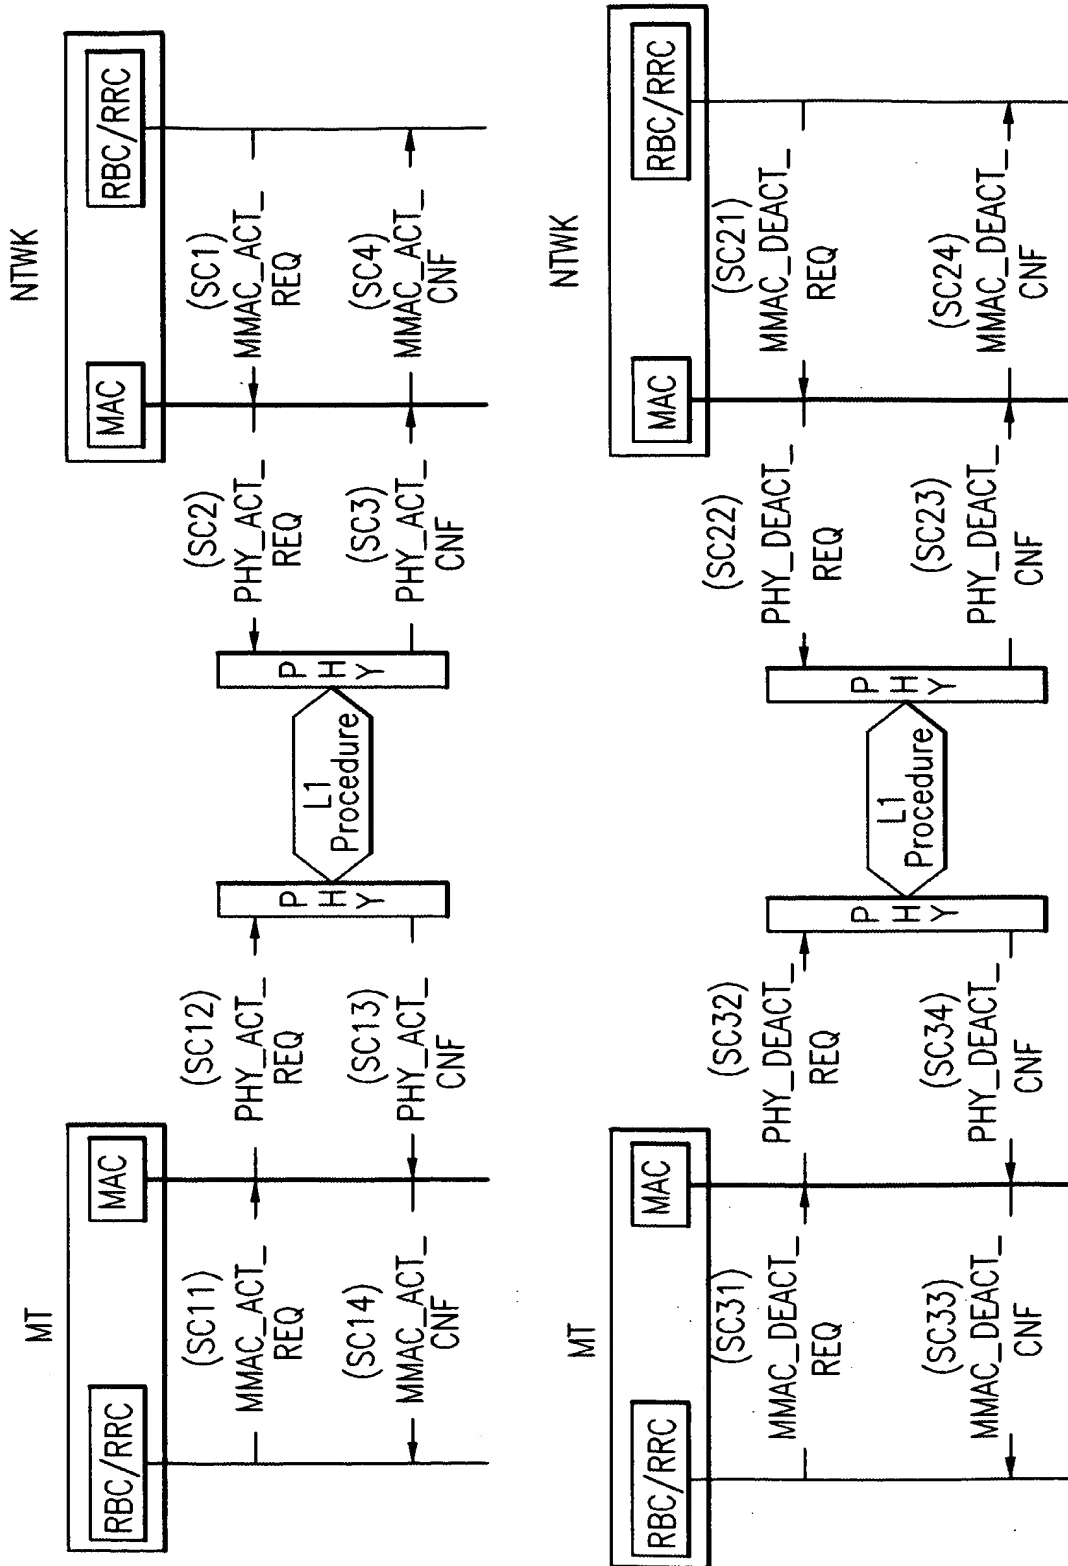 MT
NTWK
RBC/RRC
MAC
MAC
RBC/RRC
(SC11)
MMAC_ACT_
REQ
(SC12)
PHY_ACT_
REQ
(SC2)
PHY_ACT_
REQ
(SC1)
MMAC_ACT_
REQ
PHY
L1
Procedure
PHY
(SC14)
MMAC_ACT_
CNF
(SC13)
PHY_ACT_
CNF
(SC3)
PHY_ACT_
CNF
(SC4)
MMAC_ACT_
CNF
MT
NTWK
RBC/RRC
MAC
MAC
RBC/RRC
(SC31)
MMAC_DEACT_
REQ
(SC32)
PHY_DEACT_
REQ
(SC22)
PHY_DEACT_
REQ
(SC21)
MMAC_DEACT_
REQ
PHY
L1
Procedure
PHY
(SC33)
MMAC_DEACT_
CNF
(SC34)
PHY_DEACT_
CNF
(SC23)
PHY_DEACT_
CNF
(SC24)
MMAC_DEACT_
CNF